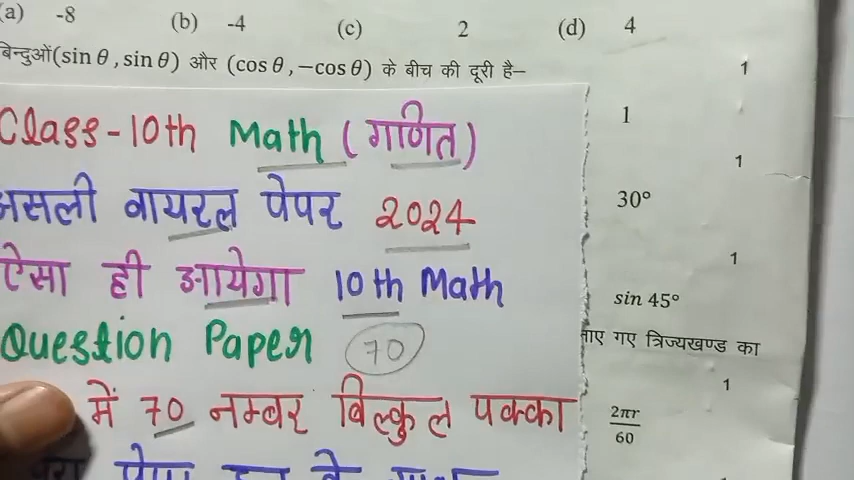 (a) -8 (b) -4 (c) 2 (d) 4
बिन्दुओं(sin θ , sin θ) और (cos θ , −cos θ) के बीच की दूरी है–
1
Class-10th Math (गणित)
1
1
असली वायरल पेपर 2024
30°
1
ऐसा ही आयेगा 10th Math
sin 45°
Question Paper 70
गए त्रिज्यखण्ड का
1
में 70 नम्बर बिल्कुल पक्का
2πr/60